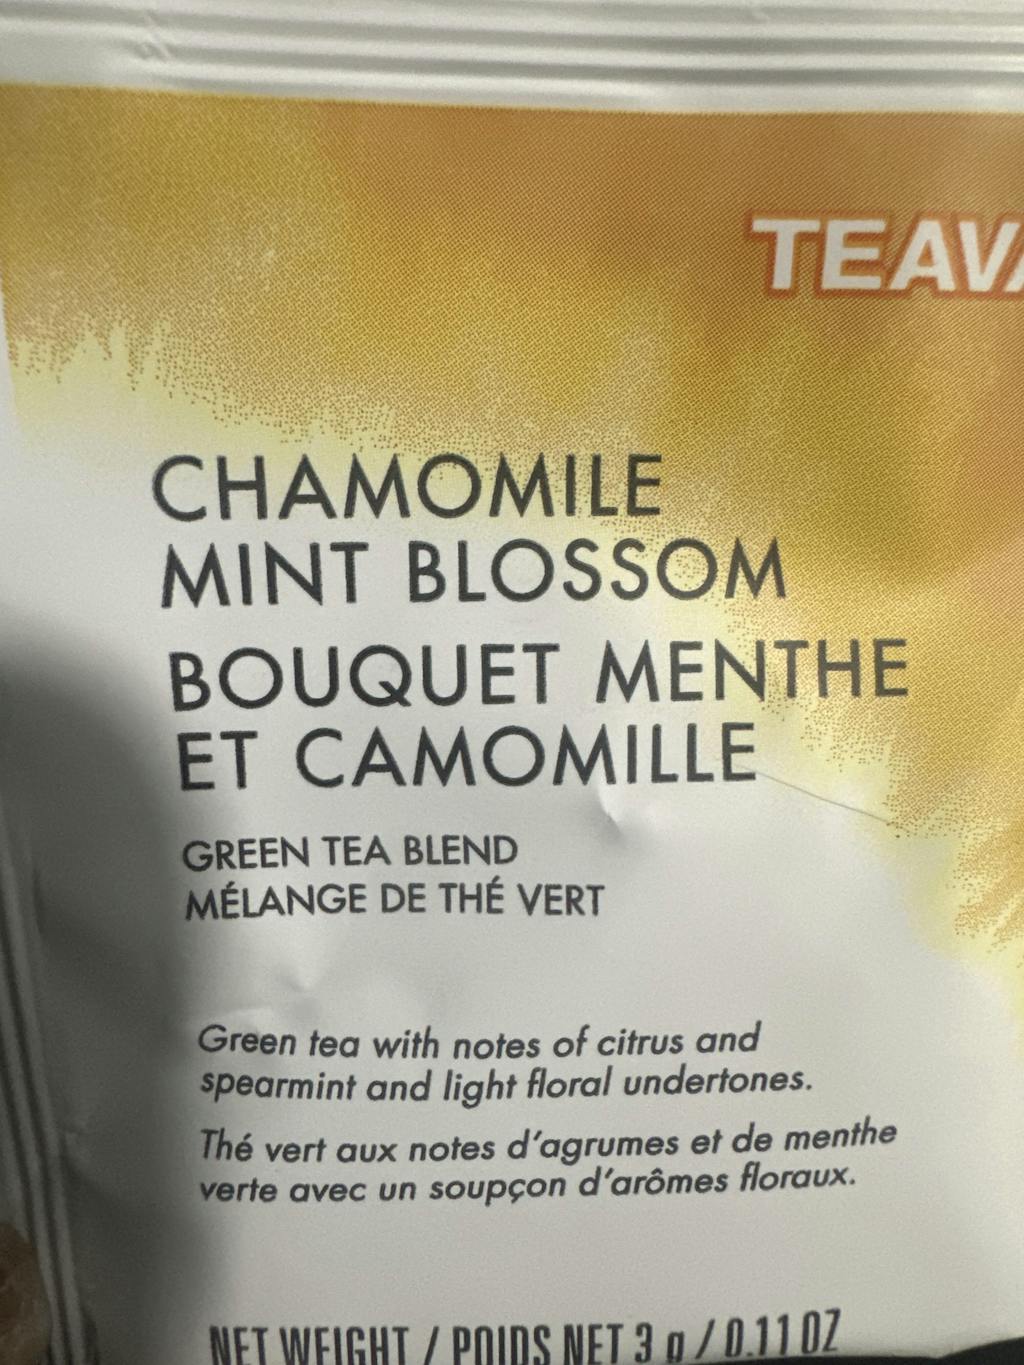 TEAVA
CHAMOMILE
MINT BLOSSOM
BOUQUET MENTHE
ET CAMOMILLE
GREEN TEA BLEND
MÉLANGE DE THÉ VERT
Green tea with notes of citrus and
spearmint and light floral undertones.
Thé vert aux notes d'agrumes et de menthe
verte avec un soupçon d'arômes floraux.
NET WEIGHT / POIDS NET 3 g / 0.11 OZ